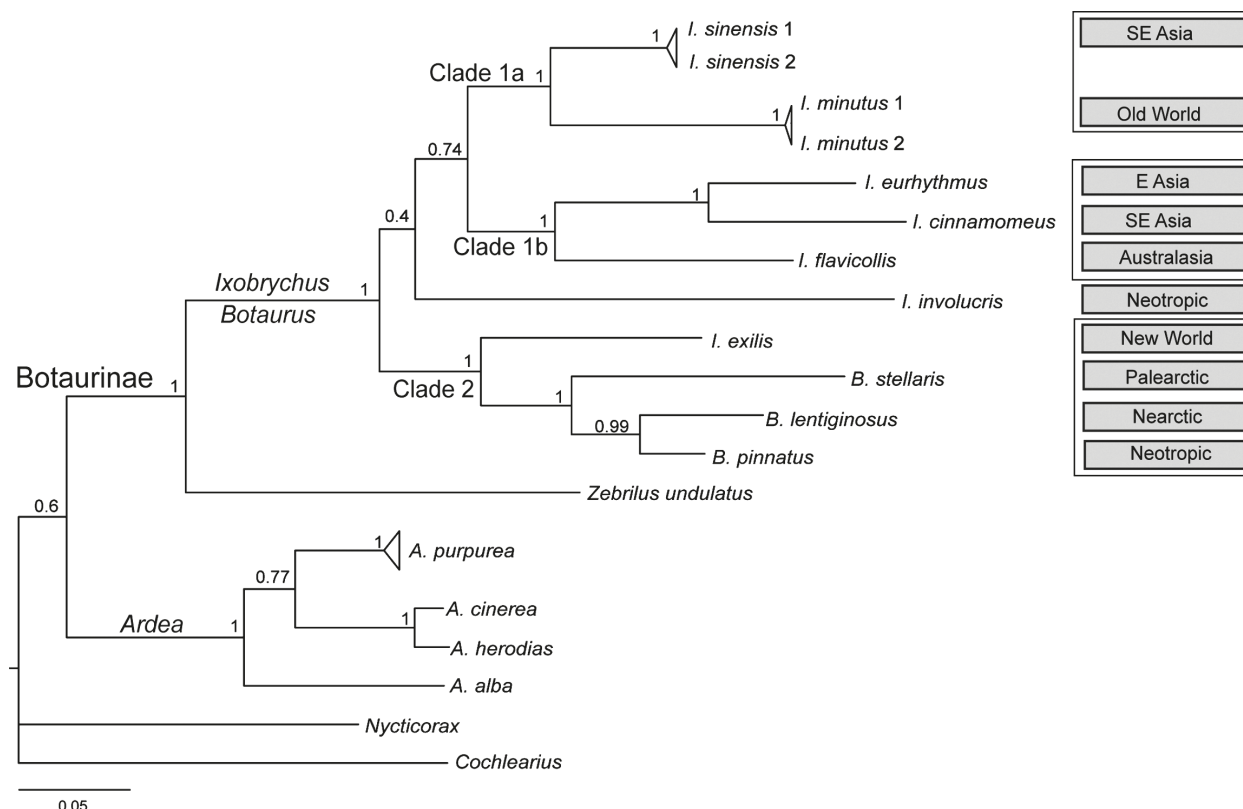 1
I. sinensis 1
SE Asia
I. sinensis 2
Clade 1a
1
1
I. minutus 1
Old World
I. minutus 2
0.74
1
I. eurhythmus
E Asia
I. cinnamomeus
SE Asia
0.4
1
Clade 1b
I. flavicollis
Australasia
Ixobrychus
Botaurus
1
I. involucris
Neotropic
I. exilis
New World
1
Clade 2
B. stellaris
Palearctic
Botaurinae
1
1
B. lentiginosus
Nearctic
0.99
B. pinnatus
Neotropic
Zebrilus undulatus
0.6
1
A. purpurea
0.77
A. cinerea
Ardea
1
1
A. herodias
A. alba
Nycticorax
Cochlearius
0.05